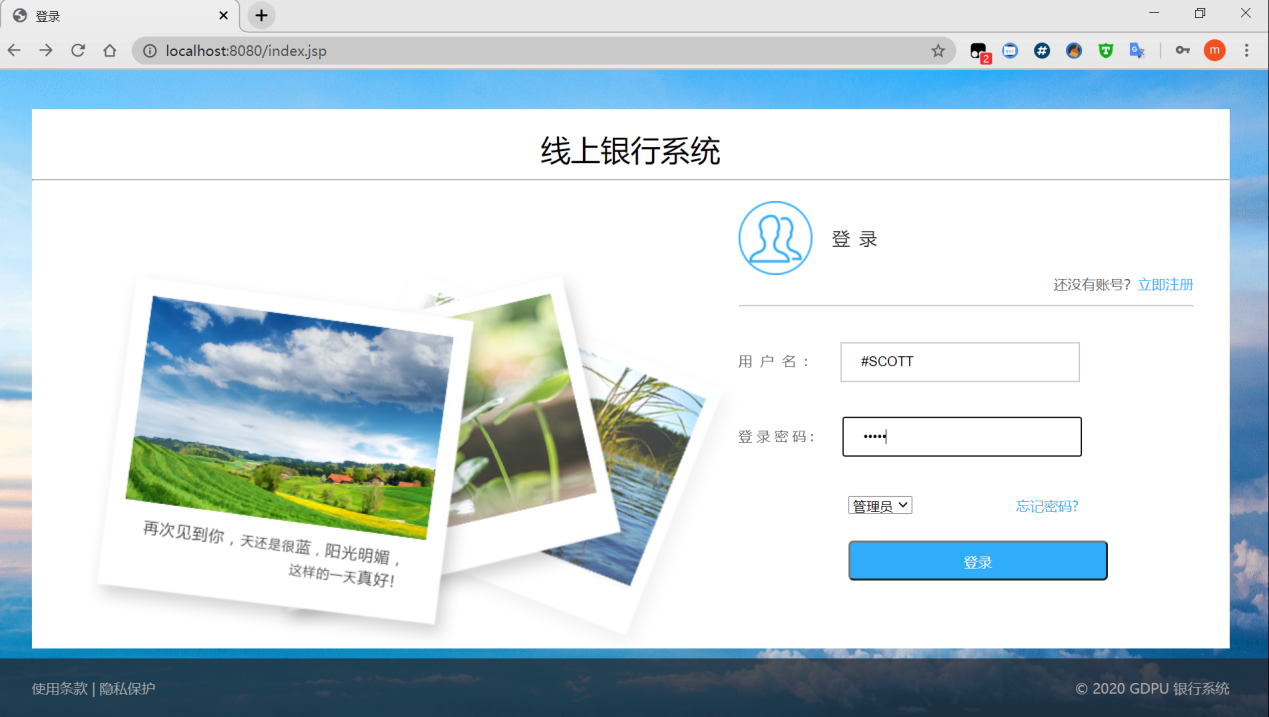 登录
localhost:8080/index.jsp
2
m
线上银行系统
登 录
还没有账号? 立即注册
用 户 名 ：
#SCOTT
登录密码：
•••••
管理员
忘记密码?
登录
再次见到你，天还是很蓝，阳光明媚，
这样的一天真好！
使用条款 | 隐私保护
© 2020 GDPU 银行系统